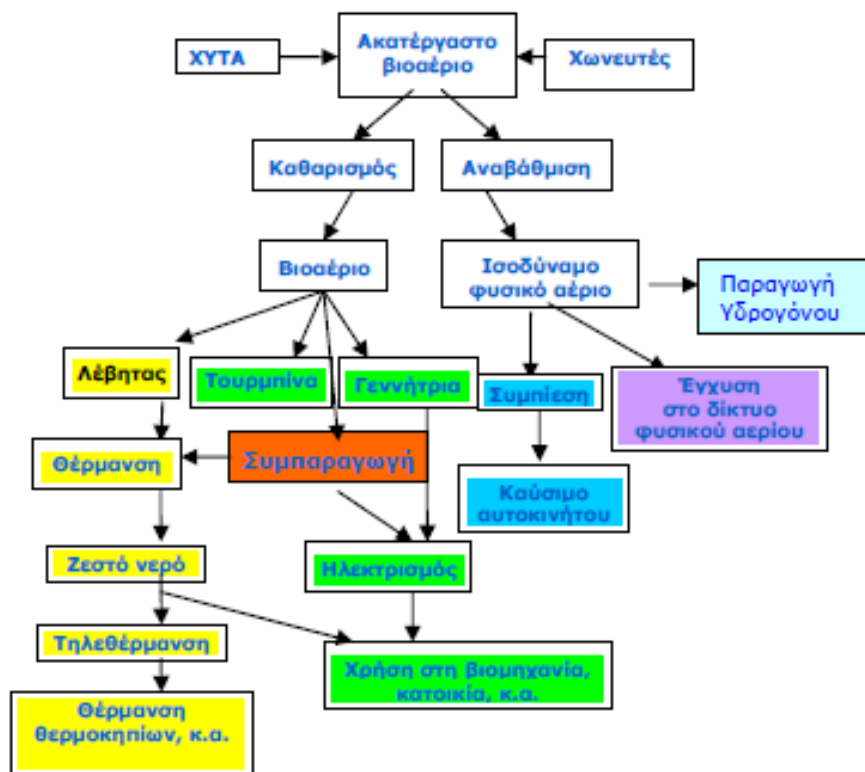 ΧΥΤΑ
Ακατέργαστο
βιοαέριο
Χωνευτές
Καθαρισμός
Αναβάθμιση
Βιοαέριο
Ισοδύναμο
φυσικό αέριο
Παραγωγή
Υδρογόνου
Λέβητας
Τουρμπίνα
Γεννήτρια
Συμπίεση
Έγχυση
στο δίκτυο
φυσικού αερίου
Θέρμανση
Συμπαραγωγή
Καύσιμο
αυτοκινήτου
Ζεστό νερό
Ηλεκτρισμός
Τηλεθέρμανση
Χρήση στη βιομηχανία,
κατοικία, κ.α.
Θέρμανση
θερμοκηπίων, κ.α.